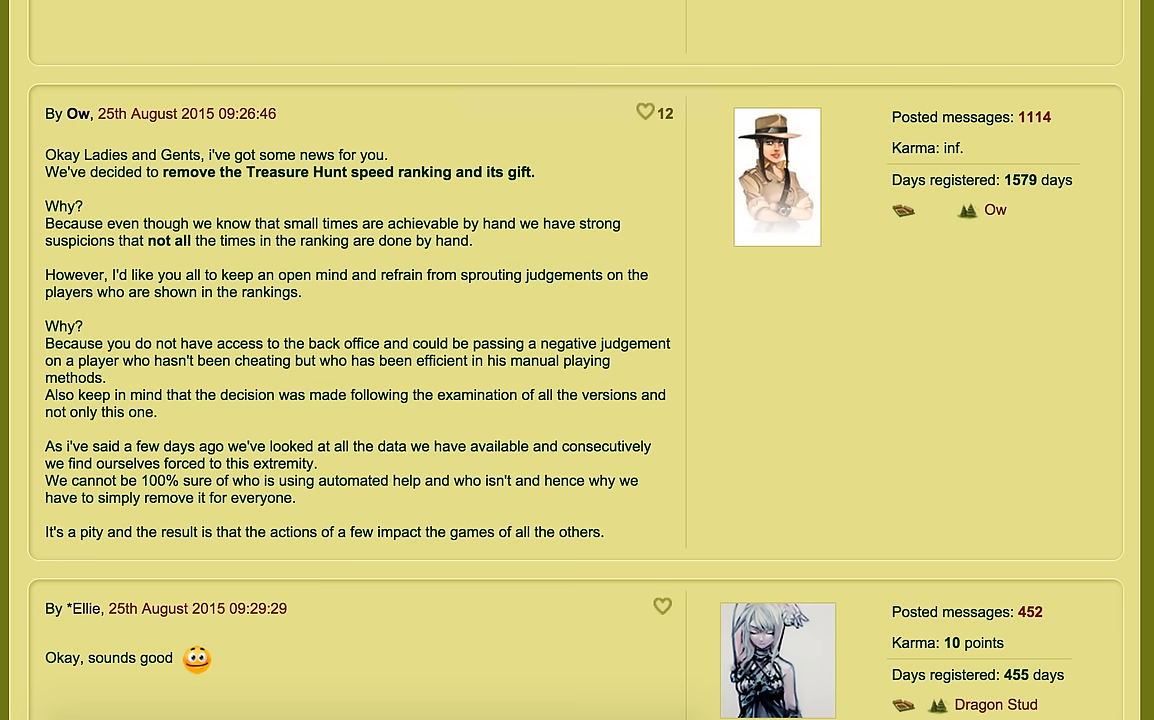 By Ow, 25th August 2015 09:26:46
12
Okay Ladies and Gents, i've got some news for you.
We've decided to remove the Treasure Hunt speed ranking and its gift.
Why?
Because even though we know that small times are achievable by hand we have strong
suspicions that not all the times in the ranking are done by hand.
However, I'd like you all to keep an open mind and refrain from sprouting judgements on the
players who are shown in the rankings.
Why?
Because you do not have access to the back office and could be passing a negative judgement
on a player who hasn't been cheating but who has been efficient in his manual playing
methods.
Also keep in mind that the decision was made following the examination of all the versions and
not only this one.
As i've said a few days ago we've looked at all the data we have available and consecutively
we find ourselves forced to this extremity.
We cannot be 100% sure of who is using automated help and who isn't and hence why we
have to simply remove it for everyone.
It's a pity and the result is that the actions of a few impact the games of all the others.
Posted messages: 1114
Karma: inf.
Days registered: 1579 days
Ow
By *Ellie, 25th August 2015 09:29:29
Okay, sounds good
Posted messages: 452
Karma: 10 points
Days registered: 455 days
Dragon Stud